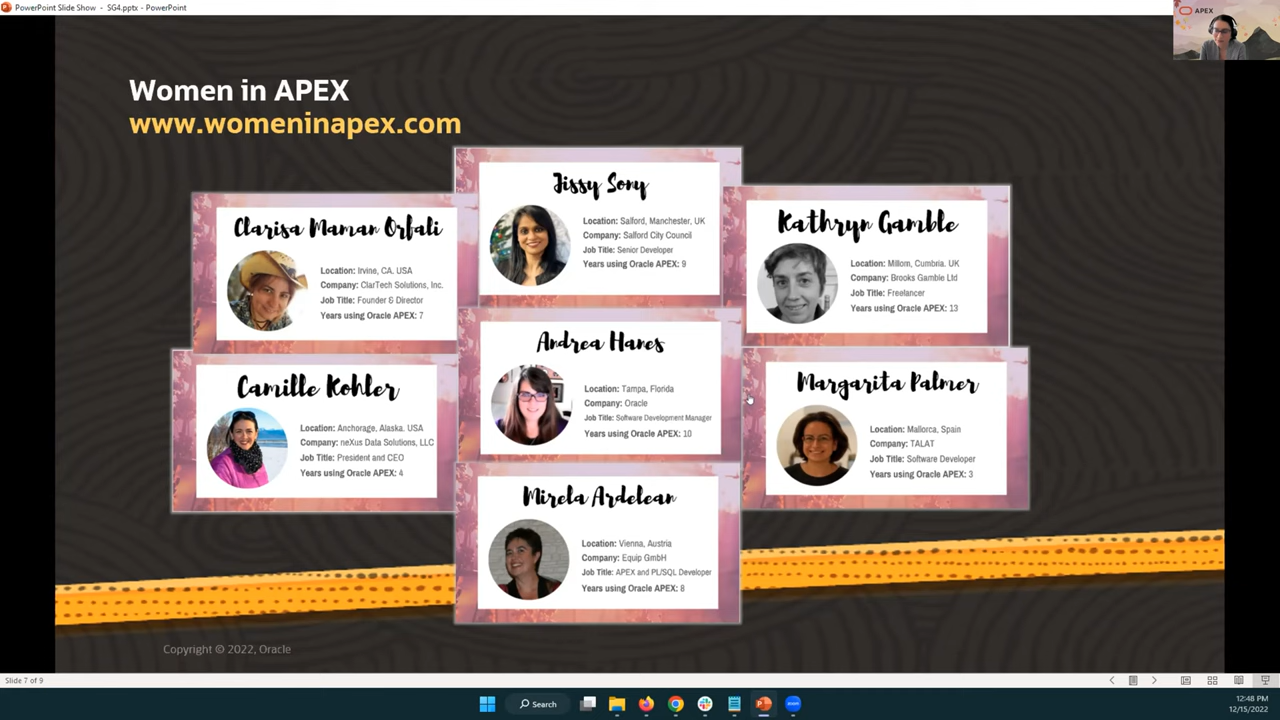 PowerPoint Slide Show - SG4.pptx - PowerPoint
APEX
Women in APEX
www.womeninapex.com
Jissy Sony
Location: Salford, Manchester, UK
Company: Salford City Council
Job Title: Senior Developer
Years using Oracle APEX: 9
Clarisa Maman Orfali
Location: Irvine, CA. USA
Company: ClarTech Solutions, Inc.
Job Title: Founder & Director
Years using Oracle APEX: 7
Kathryn Gamble
Location: Millom, Cumbria. UK
Company: Brooks Gamble Ltd
Job Title: Freelancer
Years using Oracle APEX: 13
Andrea Hanes
Location: Tampa, Florida
Company: Oracle
Job Title: Software Development Manager
Years using Oracle APEX: 10
Camille Kohler
Location: Anchorage, Alaska. USA
Company: neXus Data Solutions, LLC
Job Title: President and CEO
Years using Oracle APEX: 4
Margarita Palmer
Location: Mallorca, Spain
Company: TALAT
Job Title: Software Developer
Years using Oracle APEX: 3
Mirela Ardelean
Location: Vienna, Austria
Company: Equip GmbH
Job Title: APEX and PL/SQL Developer
Years using Oracle APEX: 8
Copyright © 2022, Oracle
Slide 7 of 9
Search
zoom
12:48 PM
12/15/2022